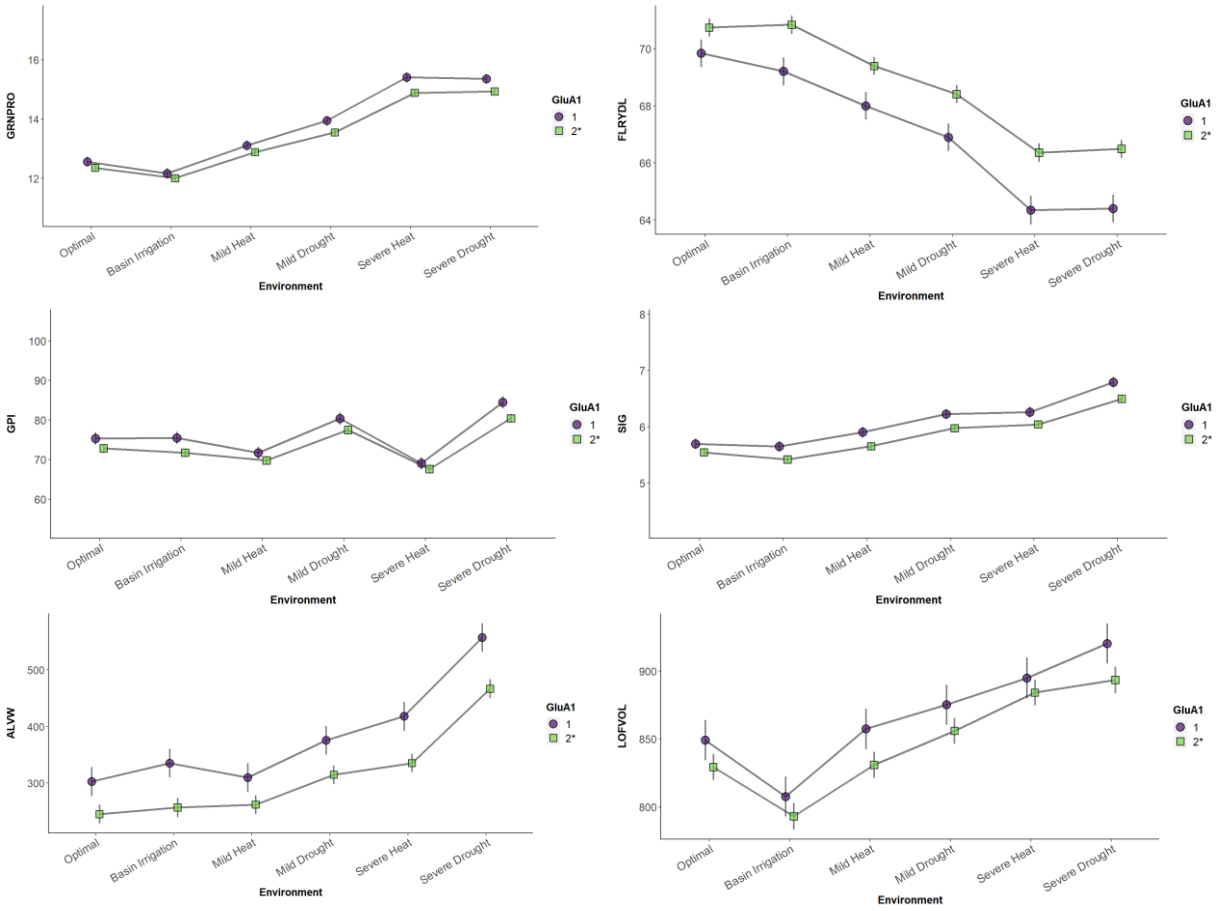 GRNPRO
16
14
12
Optimal
Basin Irrigation
Mild Heat
Mild Drought
Severe Heat
Severe Drought
Environment
GluA1
1
2*
FLRYDL
70
68
66
64
Optimal
Basin Irrigation
Mild Heat
Mild Drought
Severe Heat
Severe Drought
Environment
GluA1
1
2*
GPI
100
90
80
70
60
Optimal
Basin Irrigation
Mild Heat
Mild Drought
Severe Heat
Severe Drought
Environment
GluA1
1
2*
SIG
8
7
6
5
Optimal
Basin Irrigation
Mild Heat
Mild Drought
Severe Heat
Severe Drought
Environment
GluA1
1
2*
ALVW
500
400
300
Optimal
Basin Irrigation
Mild Heat
Mild Drought
Severe Heat
Severe Drought
Environment
GluA1
1
2*
LOFVOL
900
850
800
Optimal
Basin Irrigation
Mild Heat
Mild Drought
Severe Heat
Severe Drought
Environment
GluA1
1
2*